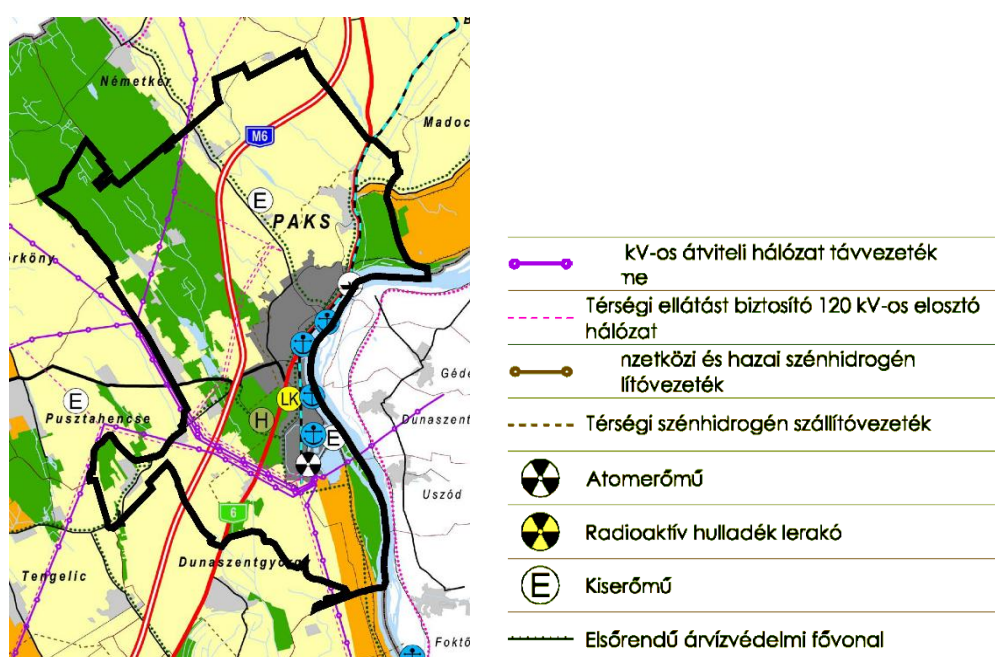 Németkér
B
M6
Madoc
E
PAKS
örköny
Géde
E
LK
Pusztahencse
H
Dunaszent
E
Uszód
6
Dunaszentgyörgy
Tengelic
Foktő
kV-os átviteli hálózat távvezeték
me
Térségi ellátást biztosító 120 kV-os elosztó
hálózat
nzetközi és hazai szénhidrogén
lítóvezeték
Térségi szénhidrogén szállítóvezeték
Atomerőmű
Radioaktív hulladék lerakó
E Kiserőmű
Elsőrendű árvízvédelmi fővonal